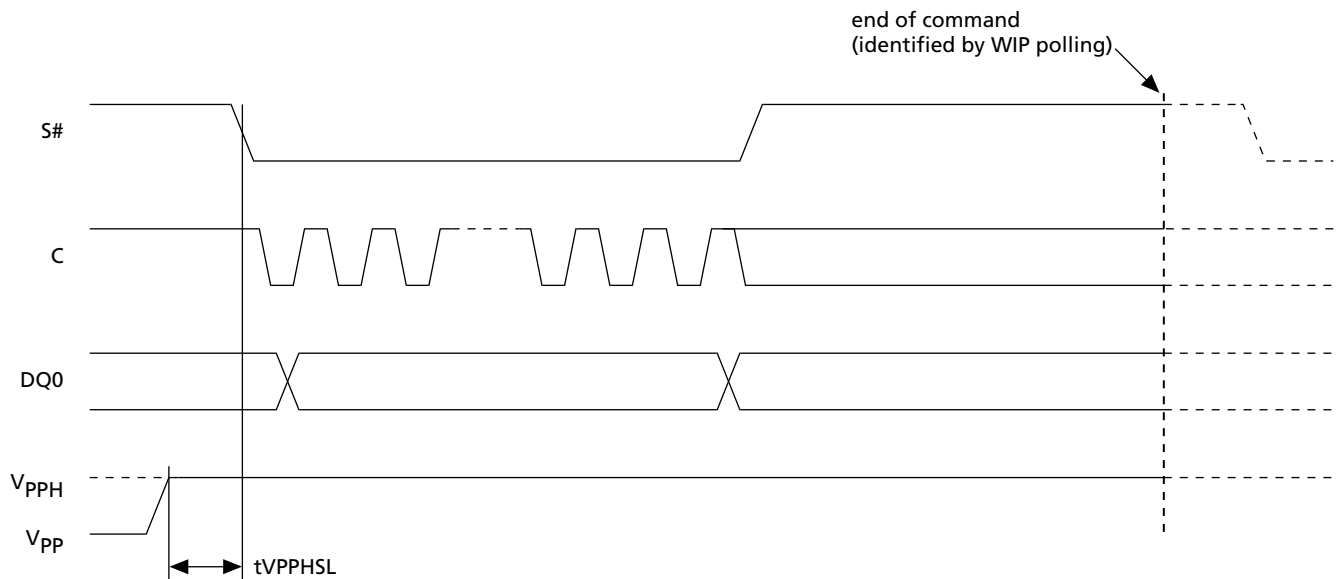 end of command
(identified by WIP polling)
S#
C
DQ0
VPPH
VPP
tVPPHSL